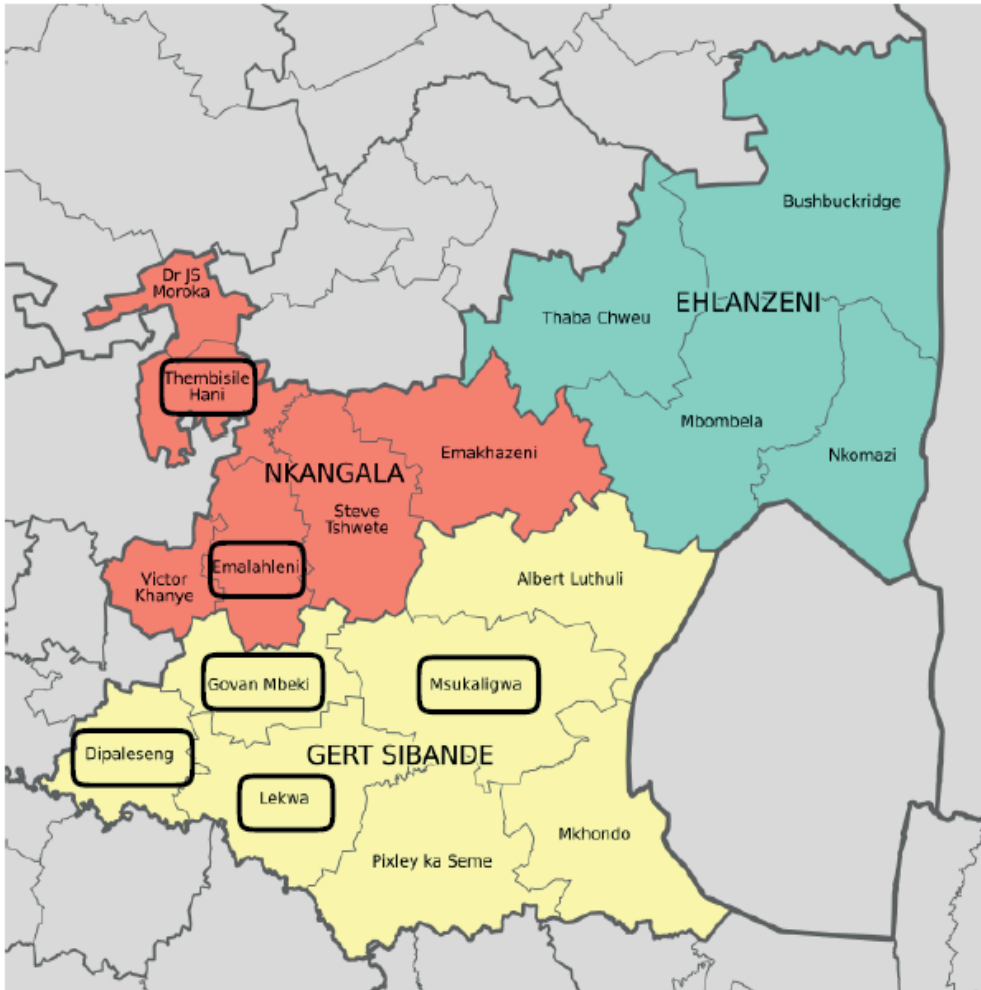 Bushbuckridge
Dr JS
Moroka
EHLANZENI
Thaba Chweu
Thembisile
Hani
Mbombela
Emakhazeni
Nkomazi
NKANGALA
Steve
Tshwete
Emalahleni
Victor
Khanye
Albert Luthuli
Govan Mbeki
Msukaligwa
Dipaleseng
GERT SIBANDE
Lekwa
Mkhondo
Pixley ka Seme